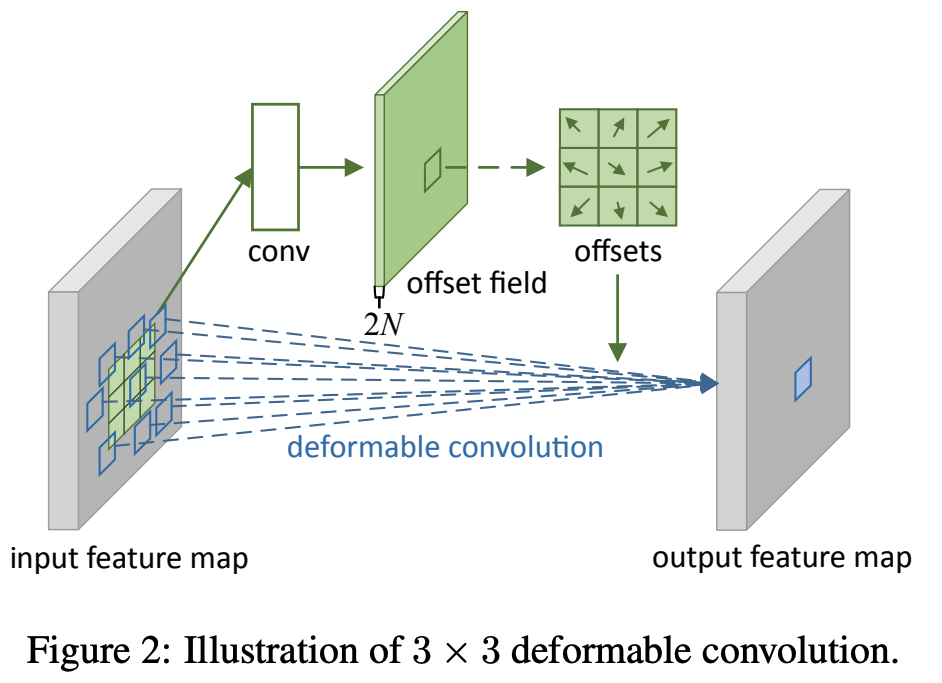 conv
offsets
offset field
2N
deformable convolution
input feature map
output feature map
Figure 2: Illustration of 3 × 3 deformable convolution.